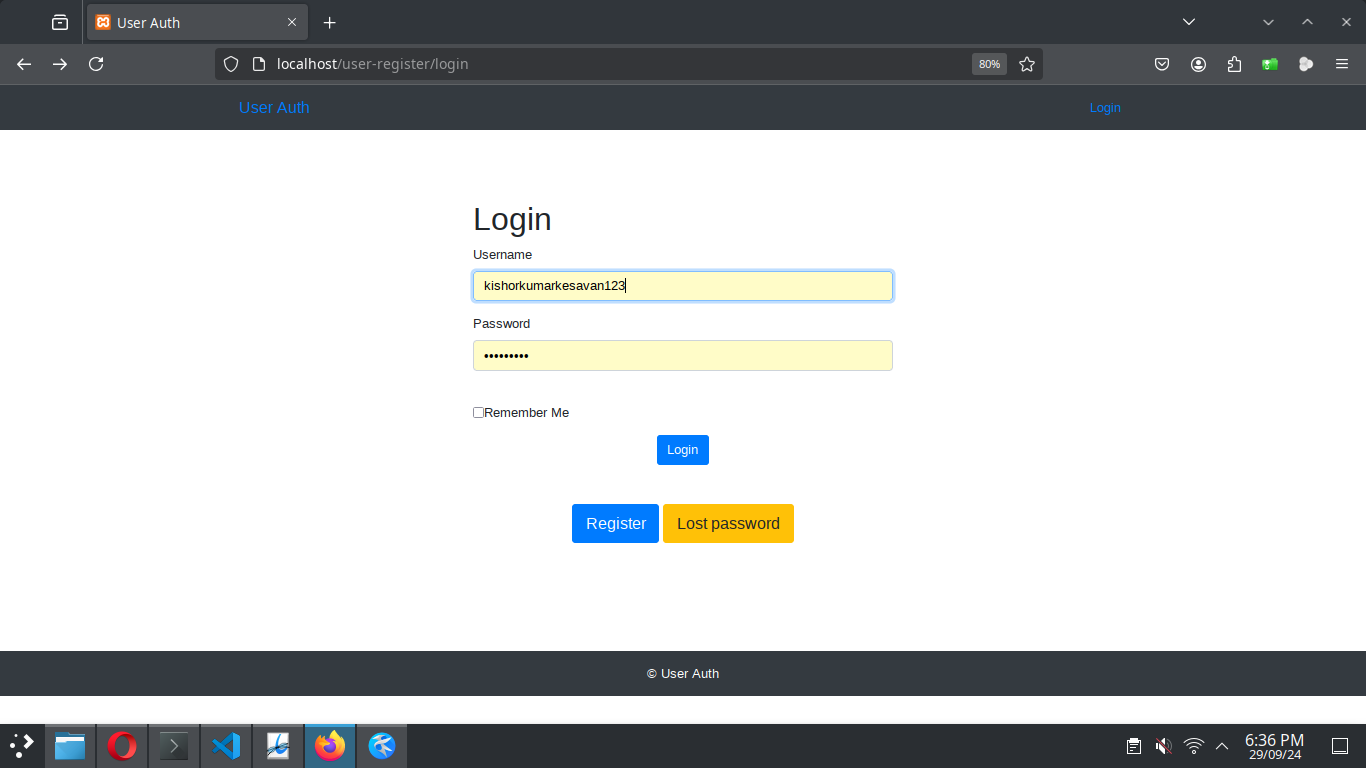 User Auth
localhost/user-register/login
80%
User Auth
Login
Login
Username
kishorkumarkesavan123
Password
•••••••••
Remember Me
Login
Register
Lost password
© User Auth
6:36 PM
29/09/24